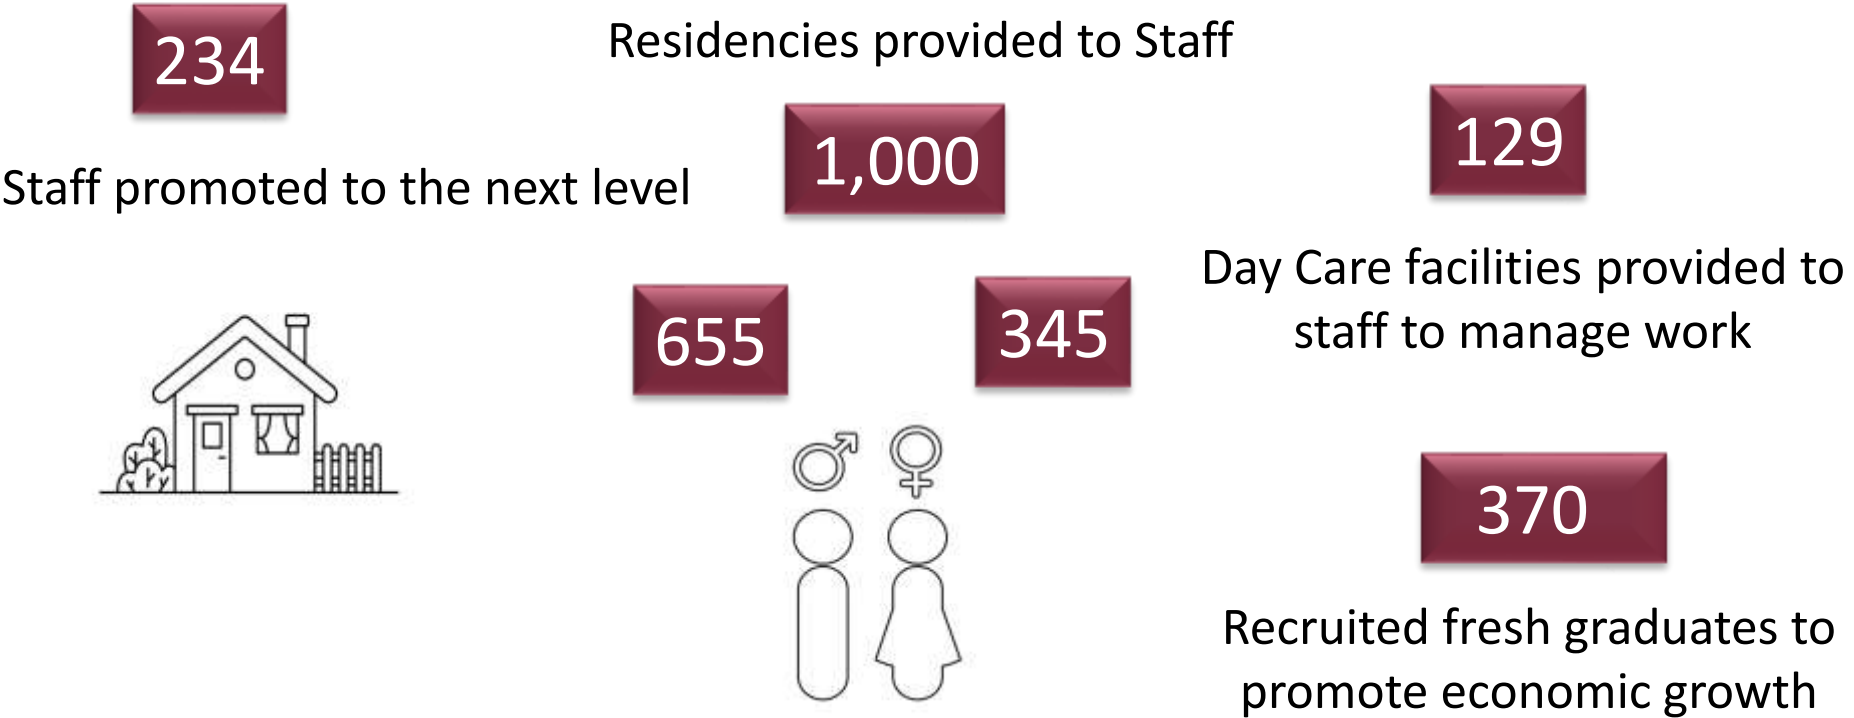 234
Staff promoted to the next level
Residencies provided to Staff
1,000
655
345
129
Day Care facilities provided to
staff to manage work
370
Recruited fresh graduates to
promote economic growth